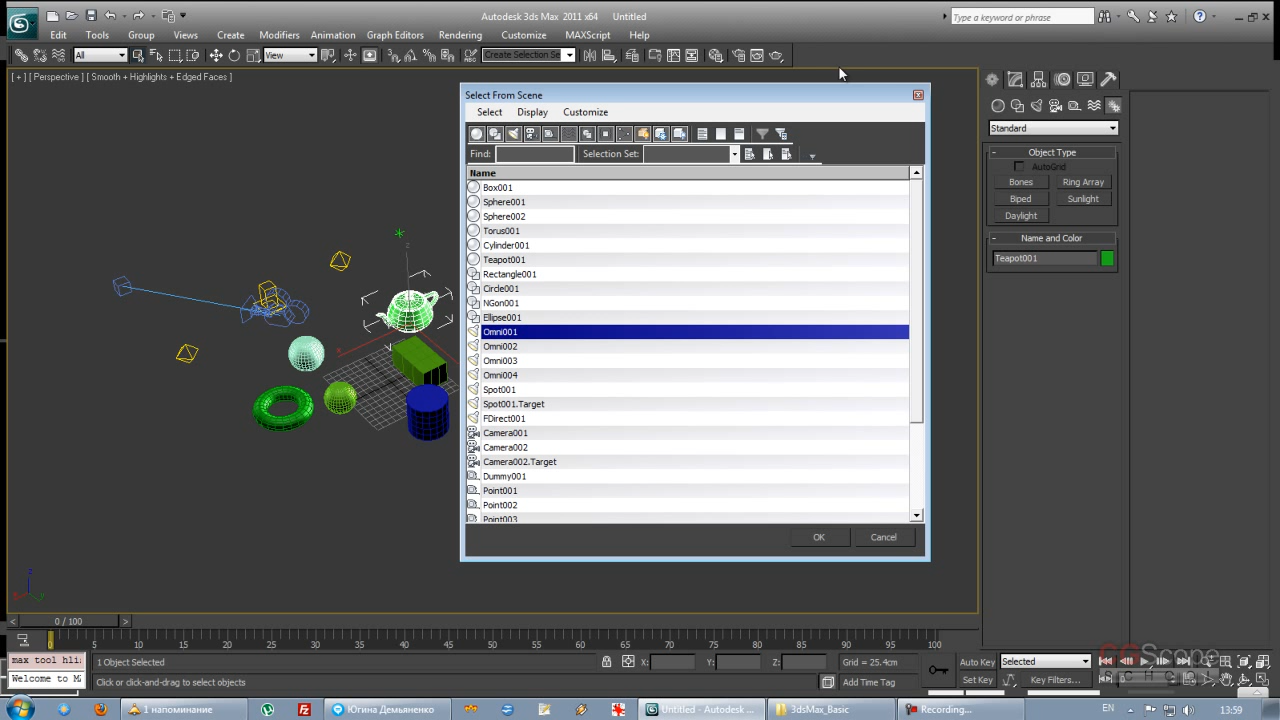 Autodesk 3ds Max 2011 x64 Untitled
Type a keyword or phrase
Edit Tools Group Views Create Modifiers Animation Graph Editors Rendering Customize MAXScript Help
All View Create Selection Se
[ + ] [ Perspective ] [ Smooth + Highlights + Edged Faces ]
Select From Scene
Select Display Customize
Find: Selection Set:
Name
Box001
Sphere001
Sphere002
Torus001
Cylinder001
Teapot001
Rectangle001
Circle001
NGon001
Ellipse001
Omni001
Omni002
Omni003
Omni004
Spot001
Spot001.Target
FDirect001
Camera001
Camera002
Camera002.Target
Dummy001
Point001
Point002
Point003
OK Cancel
Standard
- Object Type
AutoGrid
Bones Ring Array
Biped Sunlight
Daylight
- Name and Color
Teapot001
z
x
z
< 0 / 100 >
0 5 10 15 20 25 30 35 40 45 50 55 60 65 70 75 80 85 90 95 100
max tool hli: 1 Object Selected X: Y: Z: Grid = 25.4cm Auto Key Selected
Welcome to M Click or click-and-drag to select objects Add Time Tag Set Key Key Filters...
CGScope
1 напоминание Югина Демьяненко Untitled - Autodesk ... 3dsMax_Basic Recording... EN 13:59